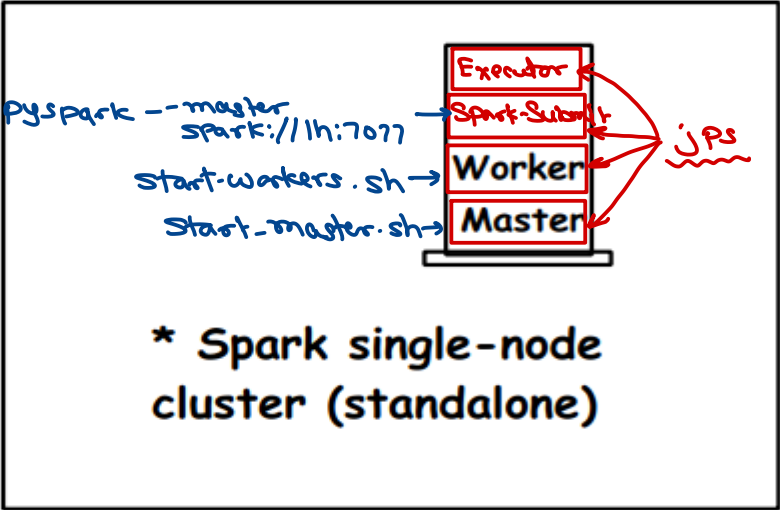 Executor
pyspark --master
spark://lh:7077
Spark-Submit
jps
start-workers.sh
Worker
start-master.sh
Master
* Spark single-node
cluster (standalone)